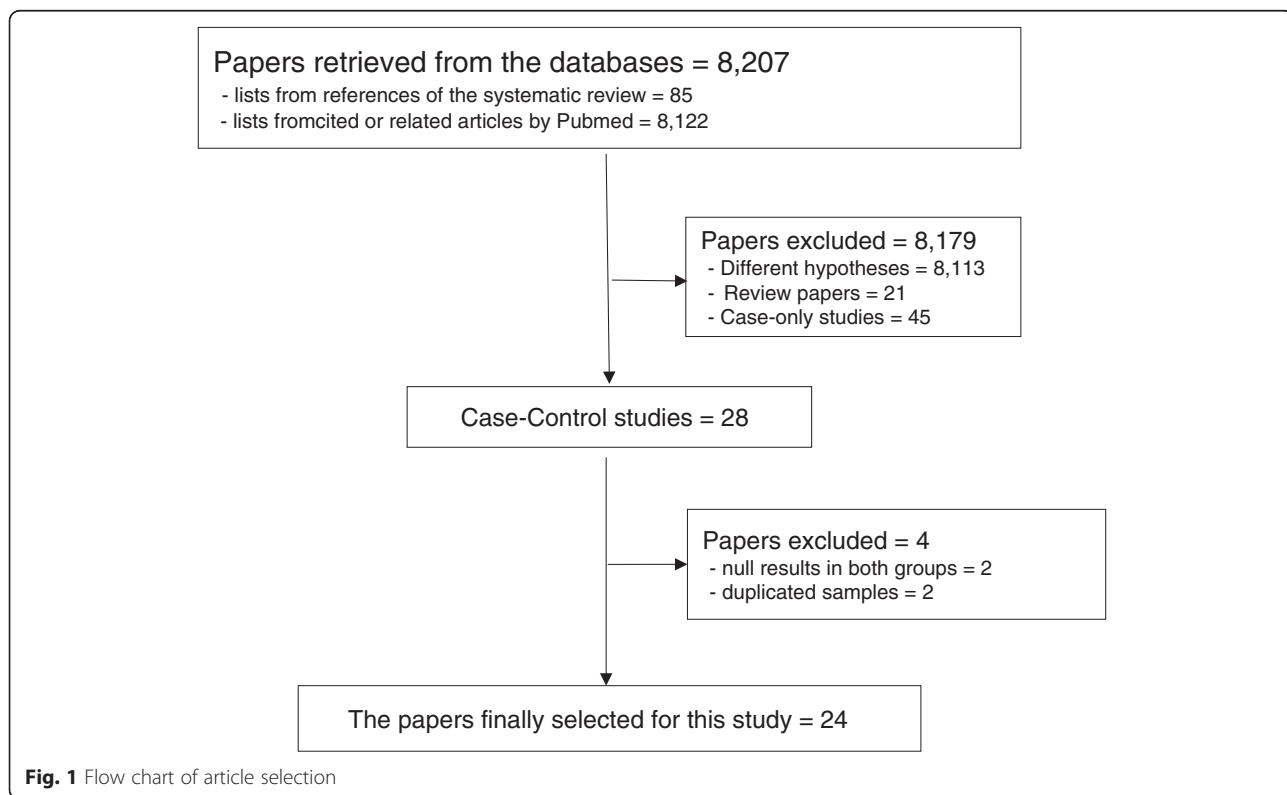 Papers retrieved from the databases = 8,207
- lists from references of the systematic review = 85
- lists fromcited or related articles by Pubmed = 8,122
Papers excluded = 8,179
- Different hypotheses = 8,113
- Review papers = 21
- Case-only studies = 45
Case-Control studies = 28
Papers excluded = 4
- null results in both groups = 2
- duplicated samples = 2
The papers finally selected for this study = 24
Fig. 1 Flow chart of article selection